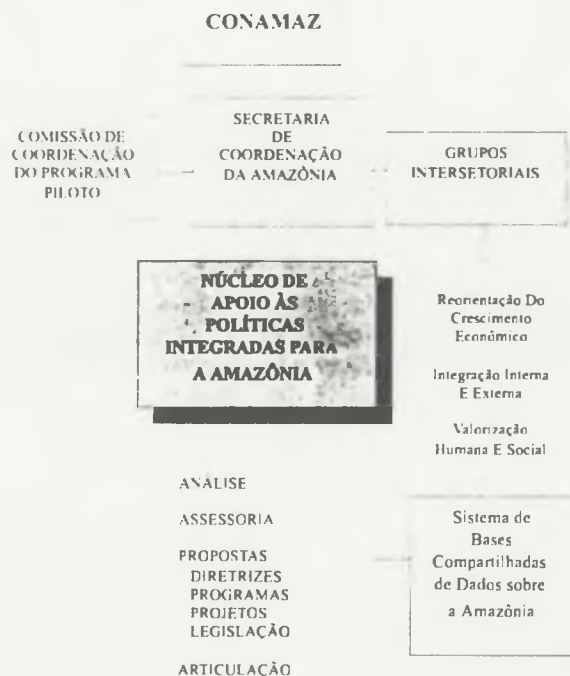 CONAMAZ
COMISSÃO DE
COORDENAÇÃO
DO PROGRAMA
PILOTO
SECRETARIA
DE
COORDENAÇÃO
DA AMAZÔNIA
GRUPOS
INTERSETORIAIS
NÚCLEO DE
APOIO ÀS
POLÍTICAS
INTEGRADAS PARA
A AMAZÔNIA
Reorientação Do
Crescimento
Econômico
Integração Interna
E Externa
Valorização
Humana E Social
ANÁLISE
ASSESSORIA
PROPOSTAS
DIRETRIZES
PROGRAMAS
PROJETOS
LEGISLAÇÃO
ARTICULAÇÃO
Sistema de
Bases
Compartilhadas
de Dados sobre
a Amazônia